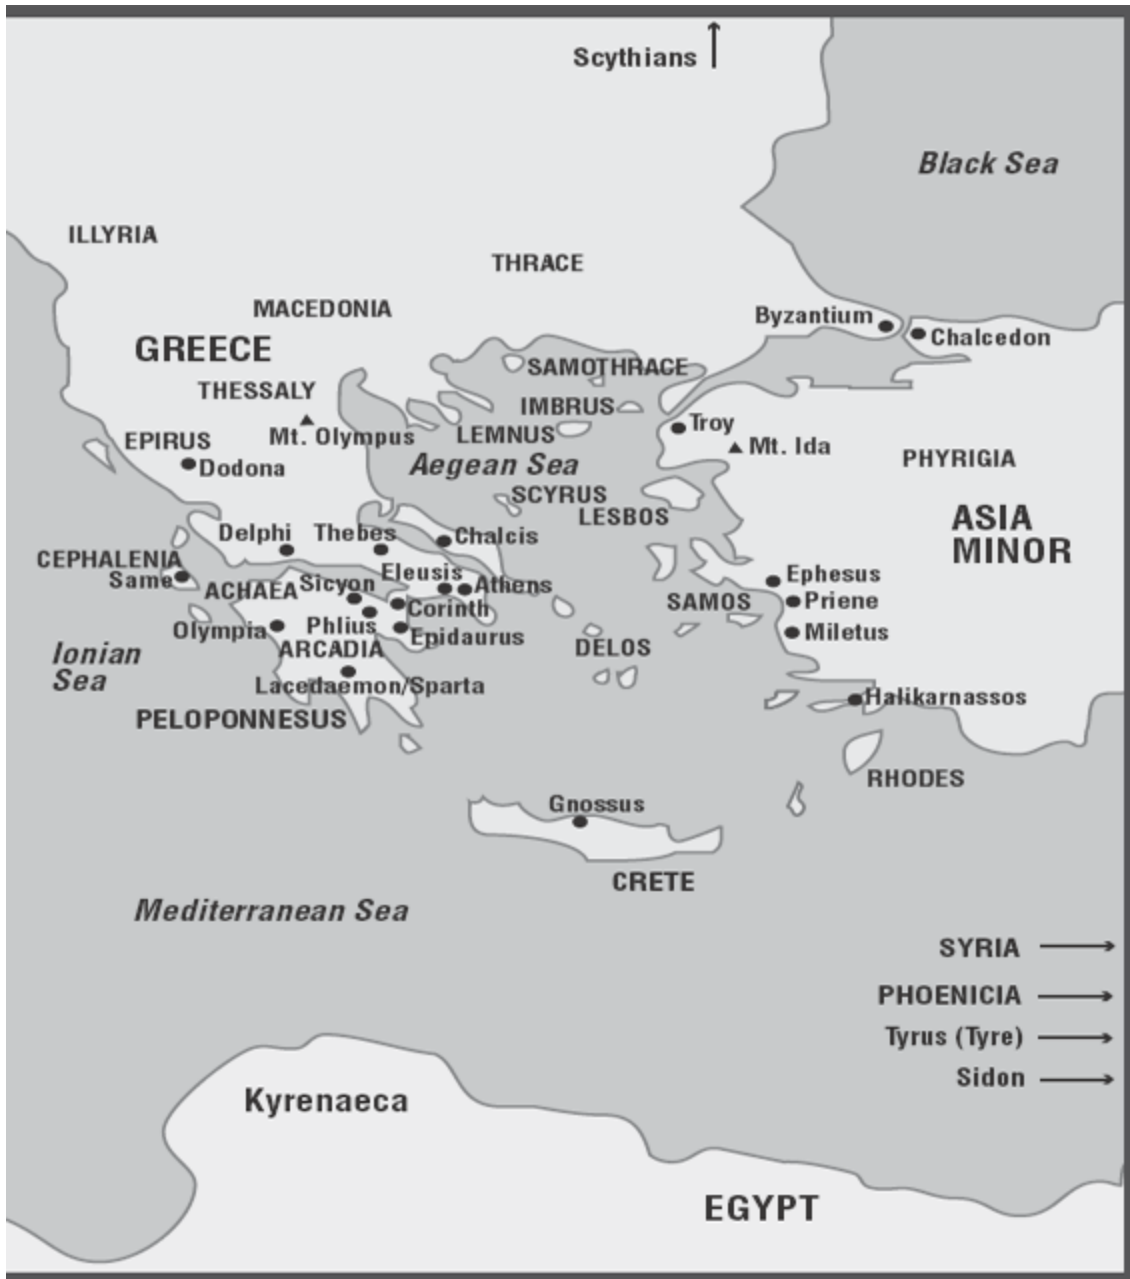 Scythians
Black Sea
ILLYRIA
THRACE
MACEDONIA
Byzantium
Chalcedon
GREECE
SAMOTHRACE
THESSALY
IMBRUS
Troy
Mt. Olympus
LEMNUS
EPIRUS
Mt. Ida
PHYRIGIA
Dodona
Aegean Sea
SCYRUS
LESBOS
ASIA
MINOR
Delphi
Thebes
Chalcis
CEPHALENIA
Same
ACHAEA
Sicyon
Eleusis
Athens
Ephesus
Priene
SAMOS
Corinth
Olympia
Phlius
Epidaurus
Miletus
ARCADIA
DELOS
Ionian
Sea
Lacedaemon/Sparta
Halikarnassos
PELOPONNESUS
RHODES
Gnossus
CRETE
Mediterranean Sea
SYRIA
PHOENICIA
Tyrus (Tyre)
Sidon
Kyrenaeca
EGYPT